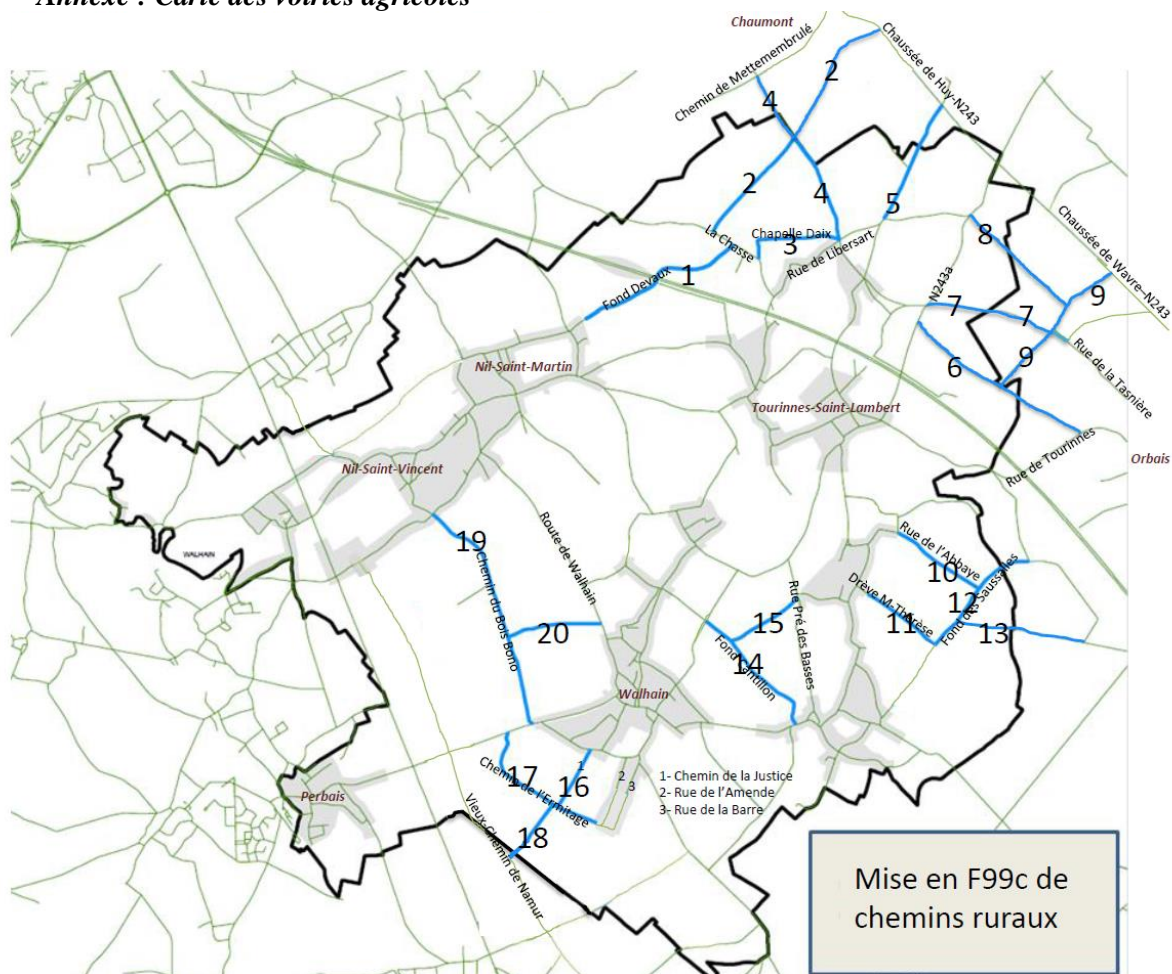 Annexe : Carte des voiries agricoles
Chaumont
Chemin de Mettemembrulé
Chaussée de Huy-N243
2
4
2
4
5
La Chasse
Chapelle Daix
3
Rue de Libersart
8
Chaussée de Wavre-N243
Fond Devaux
1
N243a
7
7
9
9
6
Rue de la Tasnière
Nil-Saint-Martin
Tourinnes-Saint-Lambert
Nil-Saint-Vincent
Rue de Tourinnes
Orbais
WALHAIN
19
Chemin du Bois Bono
Route de Walhain
20
Rue de l'Abbaye
10
Drève M-Thérèse
11
12
Fond des Saussalles
13
15
Rue Pré des Basses
14
Walhain
17
Chemin de l'Ermitage
16
1
2
3
18
Perbais
Vieux Chemin de Namur
1- Chemin de la Justice
2- Rue de l'Amende
3- Rue de la Barre
Mise en F99c de
chemins ruraux